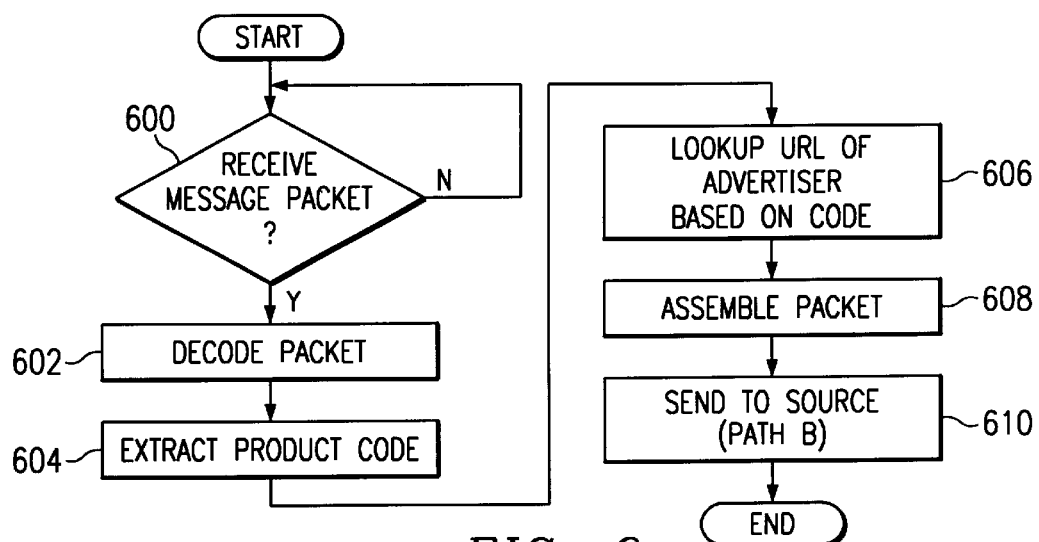 START
600
RECEIVE
MESSAGE PACKET
?
N
Y
602
DECODE PACKET
604
EXTRACT PRODUCT CODE
LOOKUP URL OF
ADVERTISER
BASED ON CODE
606
ASSEMBLE PACKET
608
SEND TO SOURCE
(PATH B)
610
END